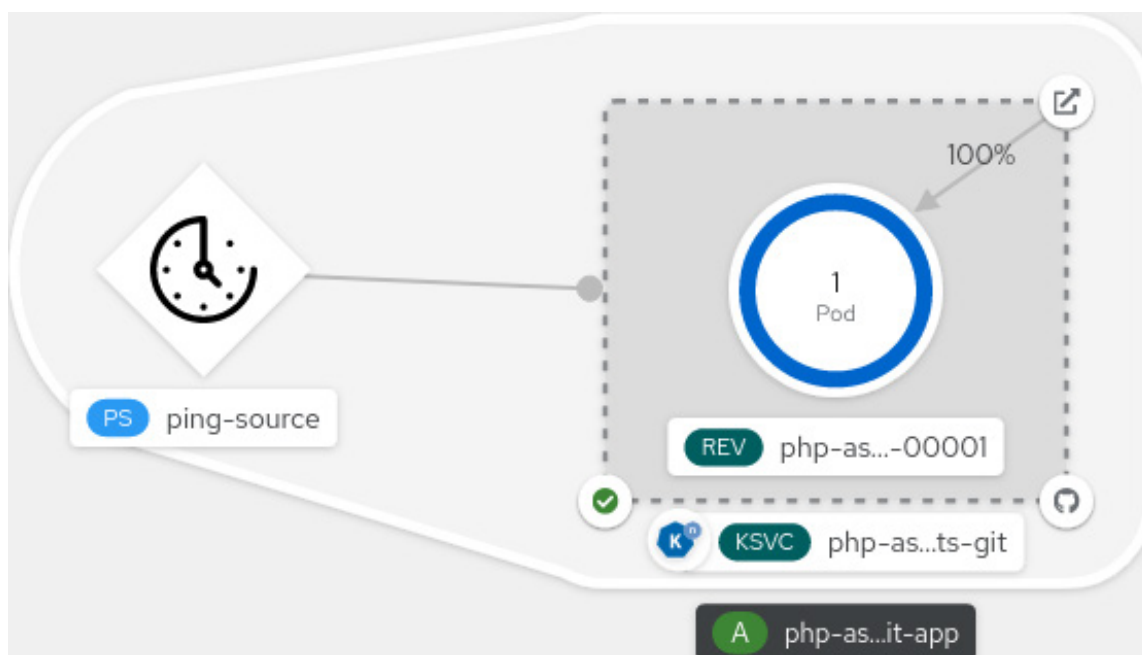 100%
1
Pod
PS ping-source
REV php-as...-00001
K n KSVC php-as...ts-git
A php-as...it-app